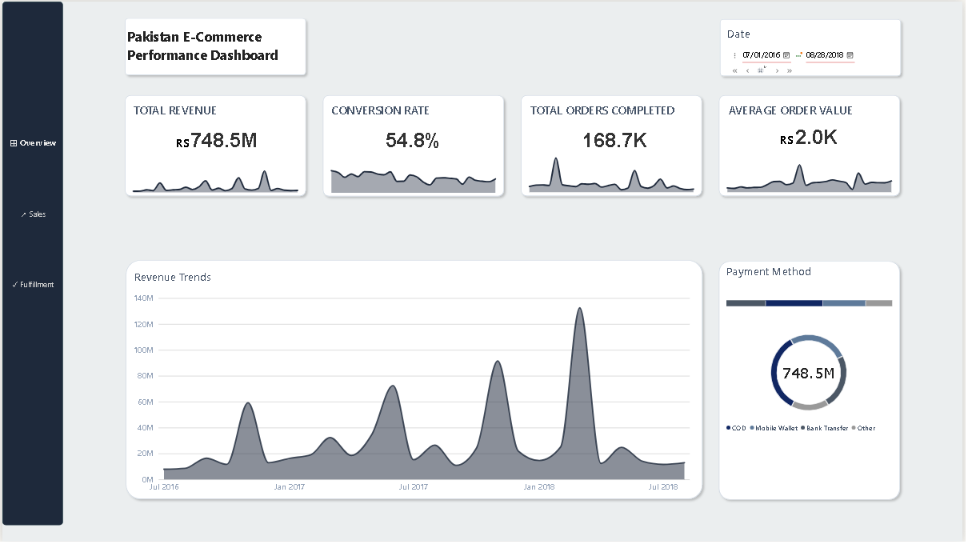 Pakistan E-Commerce
Performance Dashboard
Date
07/01/2016 08/28/2018
« ‹ › »
Overview
Sales
✓ Fulfillment
TOTAL REVENUE
RS748.5M
CONVERSION RATE
54.8%
TOTAL ORDERS COMPLETED
168.7K
AVERAGE ORDER VALUE
RS2.0K
Revenue Trends
140M
120M
100M
80M
60M
40M
20M
0M
Jul 2016 Jan 2017 Jul 2017 Jan 2018 Jul 2018
Payment Method
748.5M
COD Mobile Wallet Bank Transfer Other